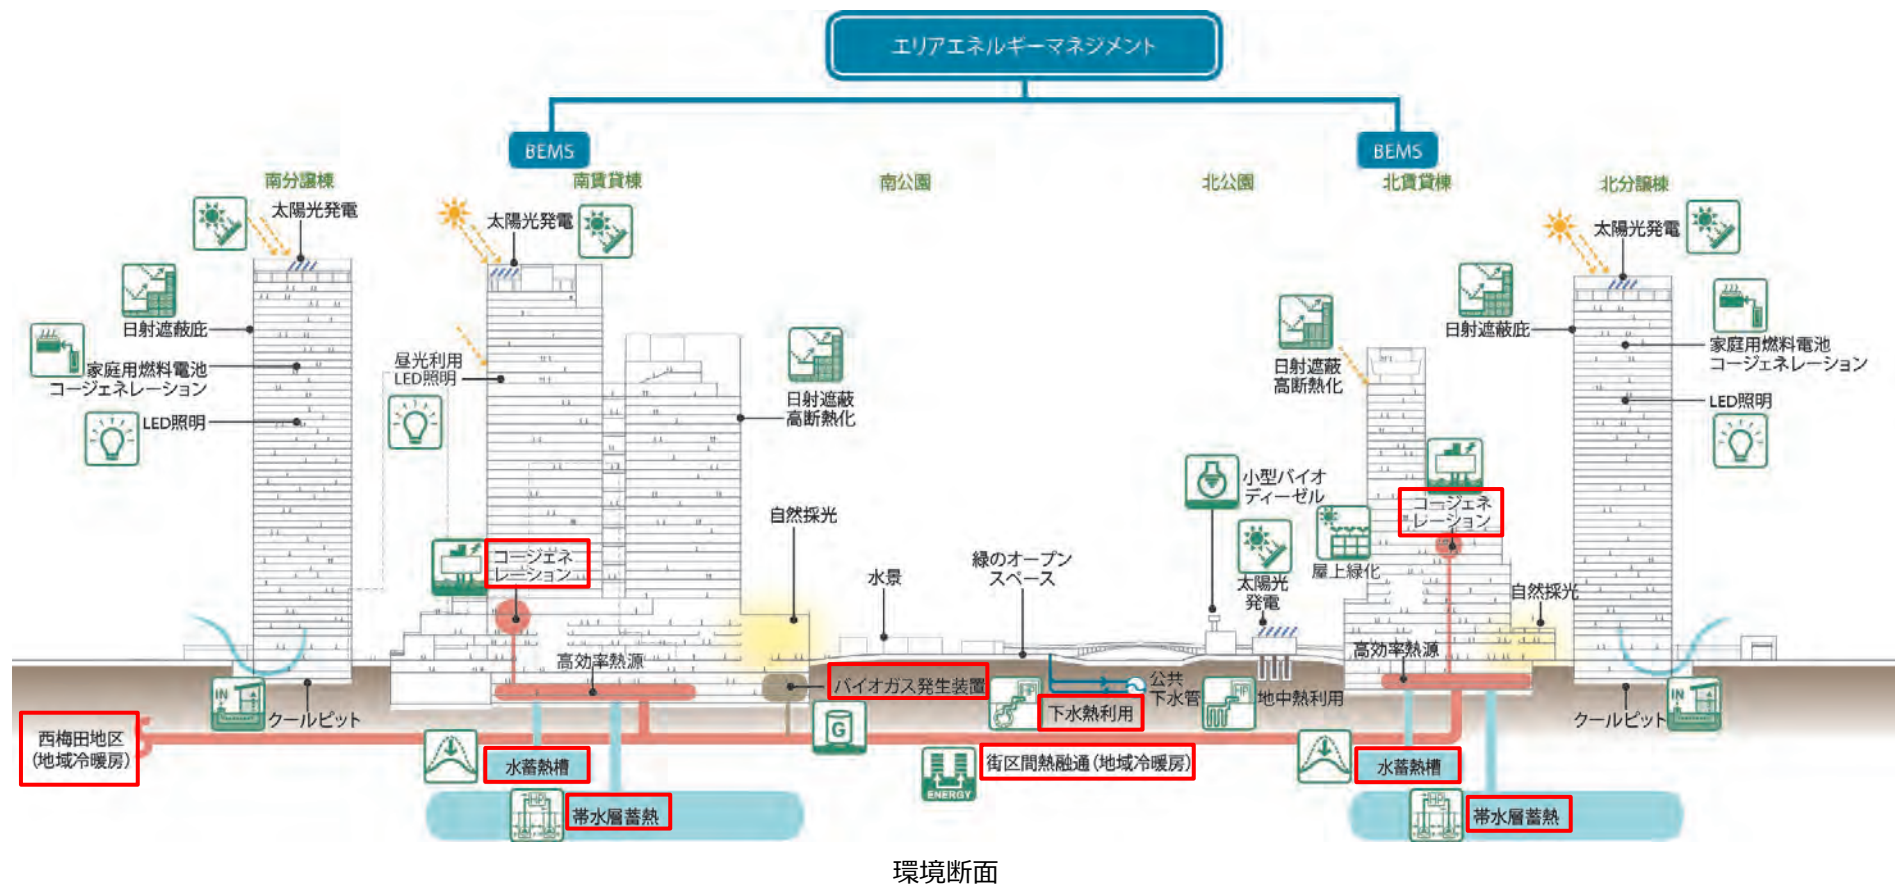 エリアエネルギーマネジメント
BEMS
BEMS
南分譲棟
南賃貸棟
南公園
北公園
北賃貸棟
北分譲棟
太陽光発電
太陽光発電
太陽光発電
日射遮蔽庇
家庭用燃料電池
コージェネレーション
LED照明
昼光利用
LED照明
日射遮蔽
高断熱化
日射遮蔽
高断熱化
日射遮蔽庇
家庭用燃料電池
コージェネレーション
LED照明
コージェネ
レーション
自然採光
水景
緑のオープン
スペース
小型バイオ
ディーゼル
太陽光
発電
屋上緑化
コージェネ
レーション
自然採光
高効率熱源
高効率熱源
IN
クールピット
バイオガス発生装置
HP
下水熱利用
公共
下水管
HP
地中熱利用
クールピット
IN
西梅田地区
(地域冷暖房)
G
水蓄熱槽
ENERGY
街区間熱融通(地域冷暖房)
水蓄熱槽
HP
帯水層蓄熱
HP
帯水層蓄熱
環境断面